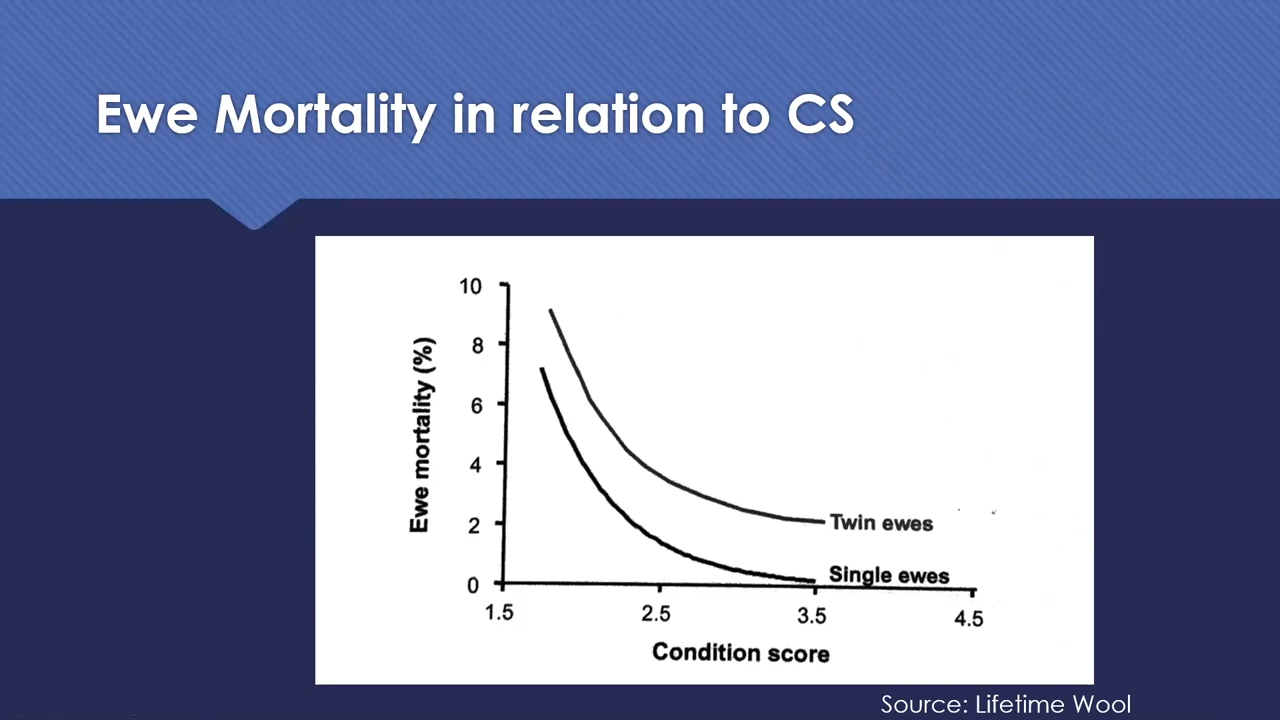 Ewe Mortality in relation to CS
10
8
6
4
2
0
Ewe mortality (%)
Twin ewes
Single ewes
1.5
2.5
3.5
4.5
Condition score
Source: Lifetime Wool